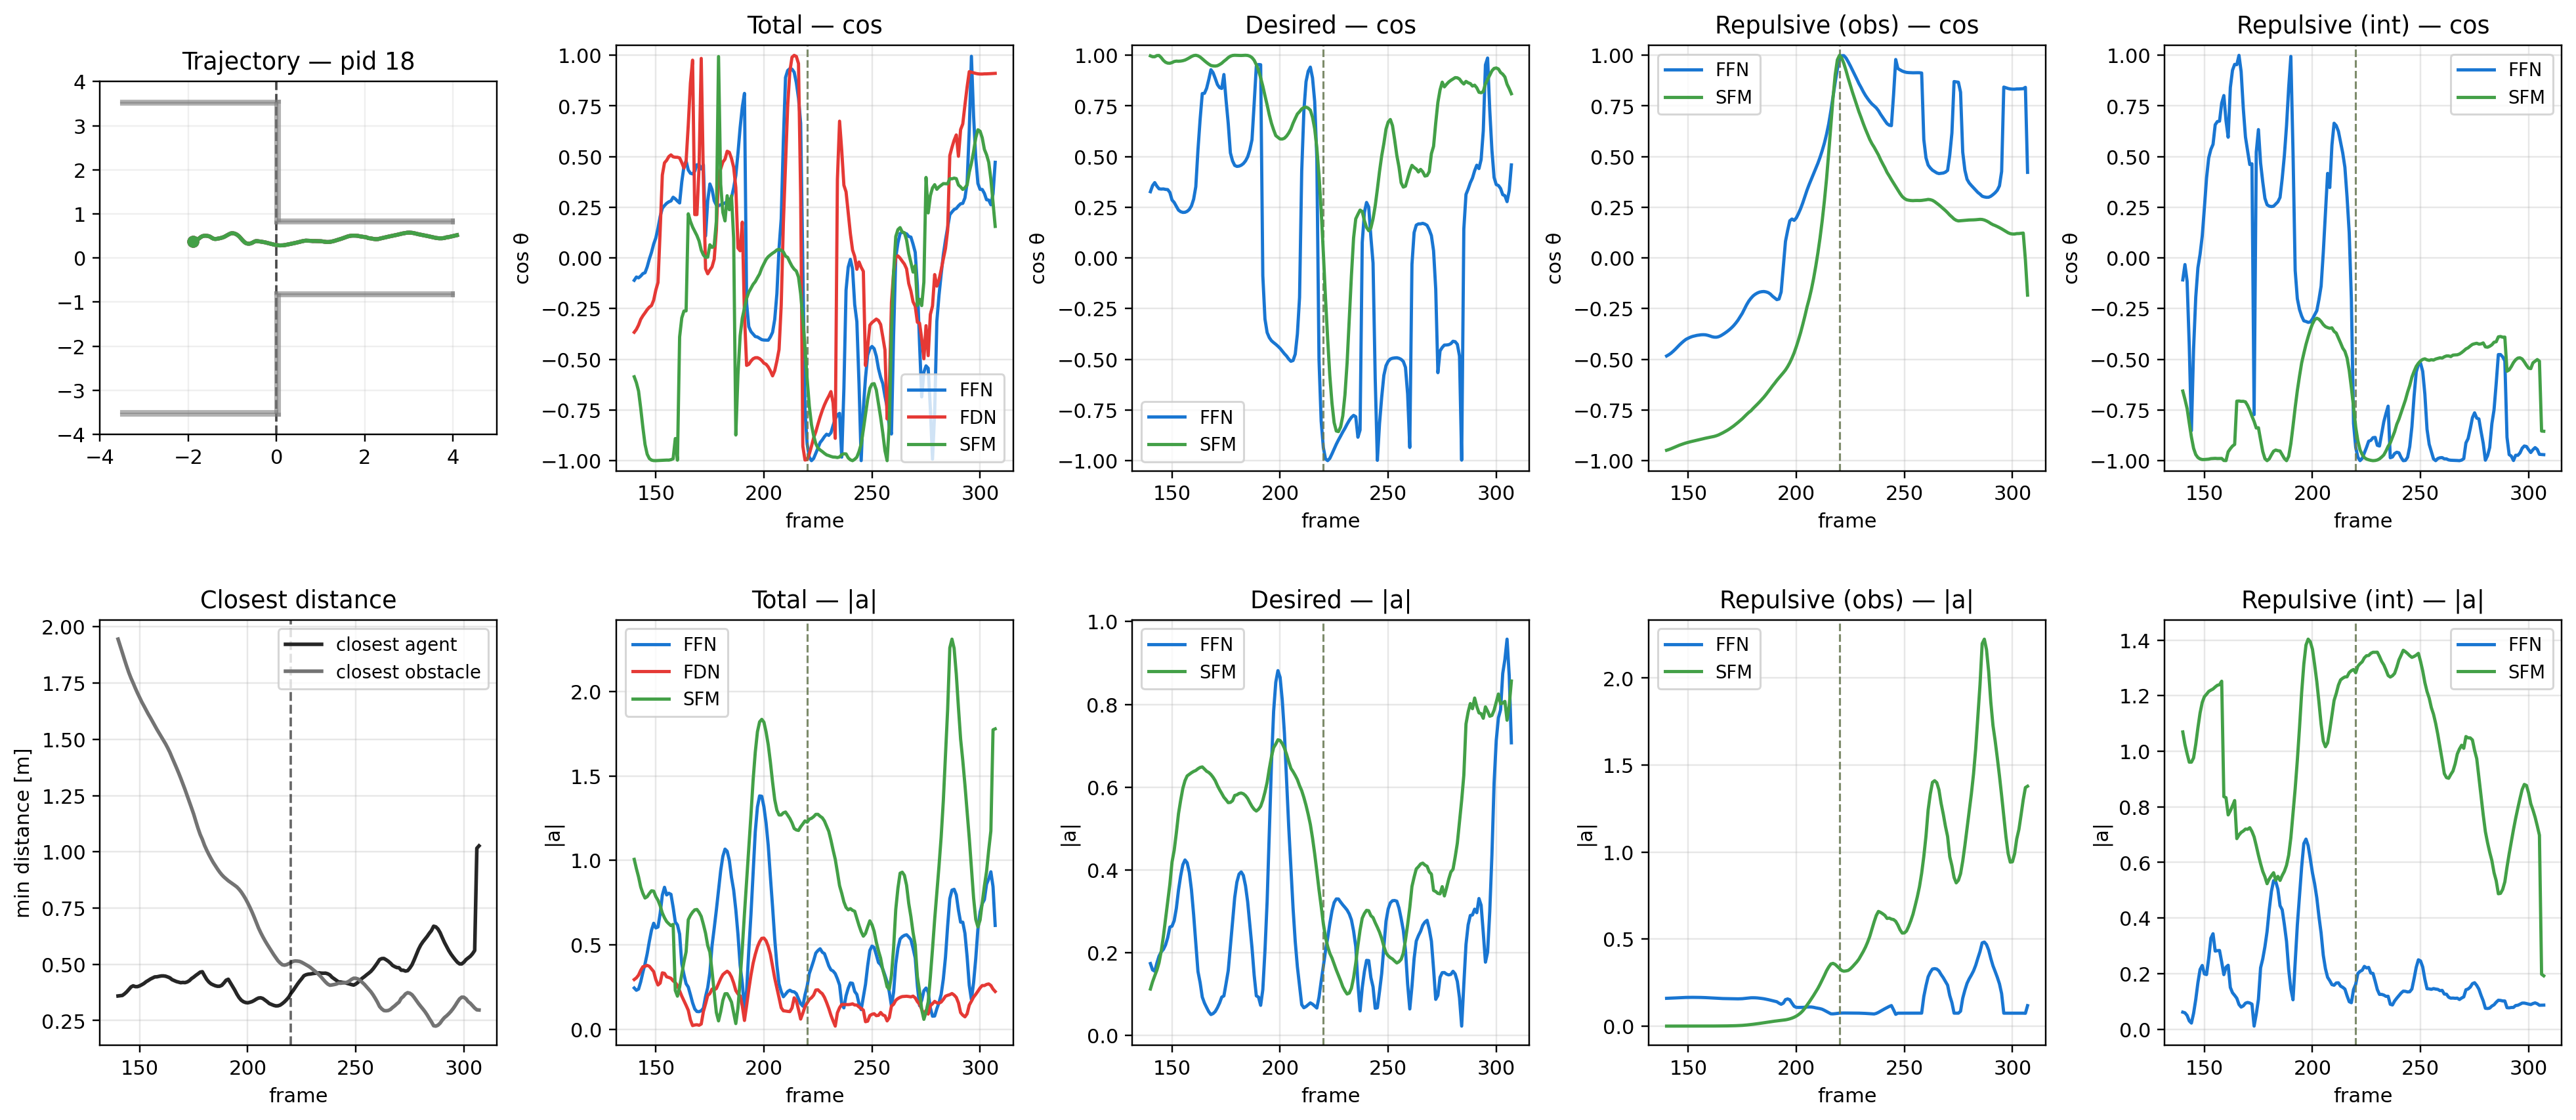 Trajectory — pid 18
4
3
2
1
0
−1
−2
−3
−4
−4
−2
0
2
4
Total — cos
cos θ
1.00
0.75
0.50
0.25
0.00
−0.25
−0.50
−0.75
−1.00
FFN
FDN
SFM
150
200
250
300
frame
Desired — cos
cos θ
1.00
0.75
0.50
0.25
0.00
−0.25
−0.50
−0.75
−1.00
FFN
SFM
150
200
250
300
frame
Repulsive (obs) — cos
cos θ
1.00
0.75
0.50
0.25
0.00
−0.25
−0.50
−0.75
−1.00
FFN
SFM
150
200
250
300
frame
Repulsive (int) — cos
cos θ
1.00
0.75
0.50
0.25
0.00
−0.25
−0.50
−0.75
−1.00
FFN
SFM
150
200
250
300
frame
Closest distance
min distance [m]
2.00
1.75
1.50
1.25
1.00
0.75
0.50
0.25
closest agent
closest obstacle
150
200
250
300
frame
Total — |a|
|a|
2.0
1.5
1.0
0.5
0.0
FFN
FDN
SFM
150
200
250
300
frame
Desired — |a|
|a|
1.0
0.8
0.6
0.4
0.2
0.0
FFN
SFM
150
200
250
300
frame
Repulsive (obs) — |a|
|a|
2.0
1.5
1.0
0.5
0.0
FFN
SFM
150
200
250
300
frame
Repulsive (int) — |a|
|a|
1.4
1.2
1.0
0.8
0.6
0.4
0.2
0.0
FFN
SFM
150
200
250
300
frame